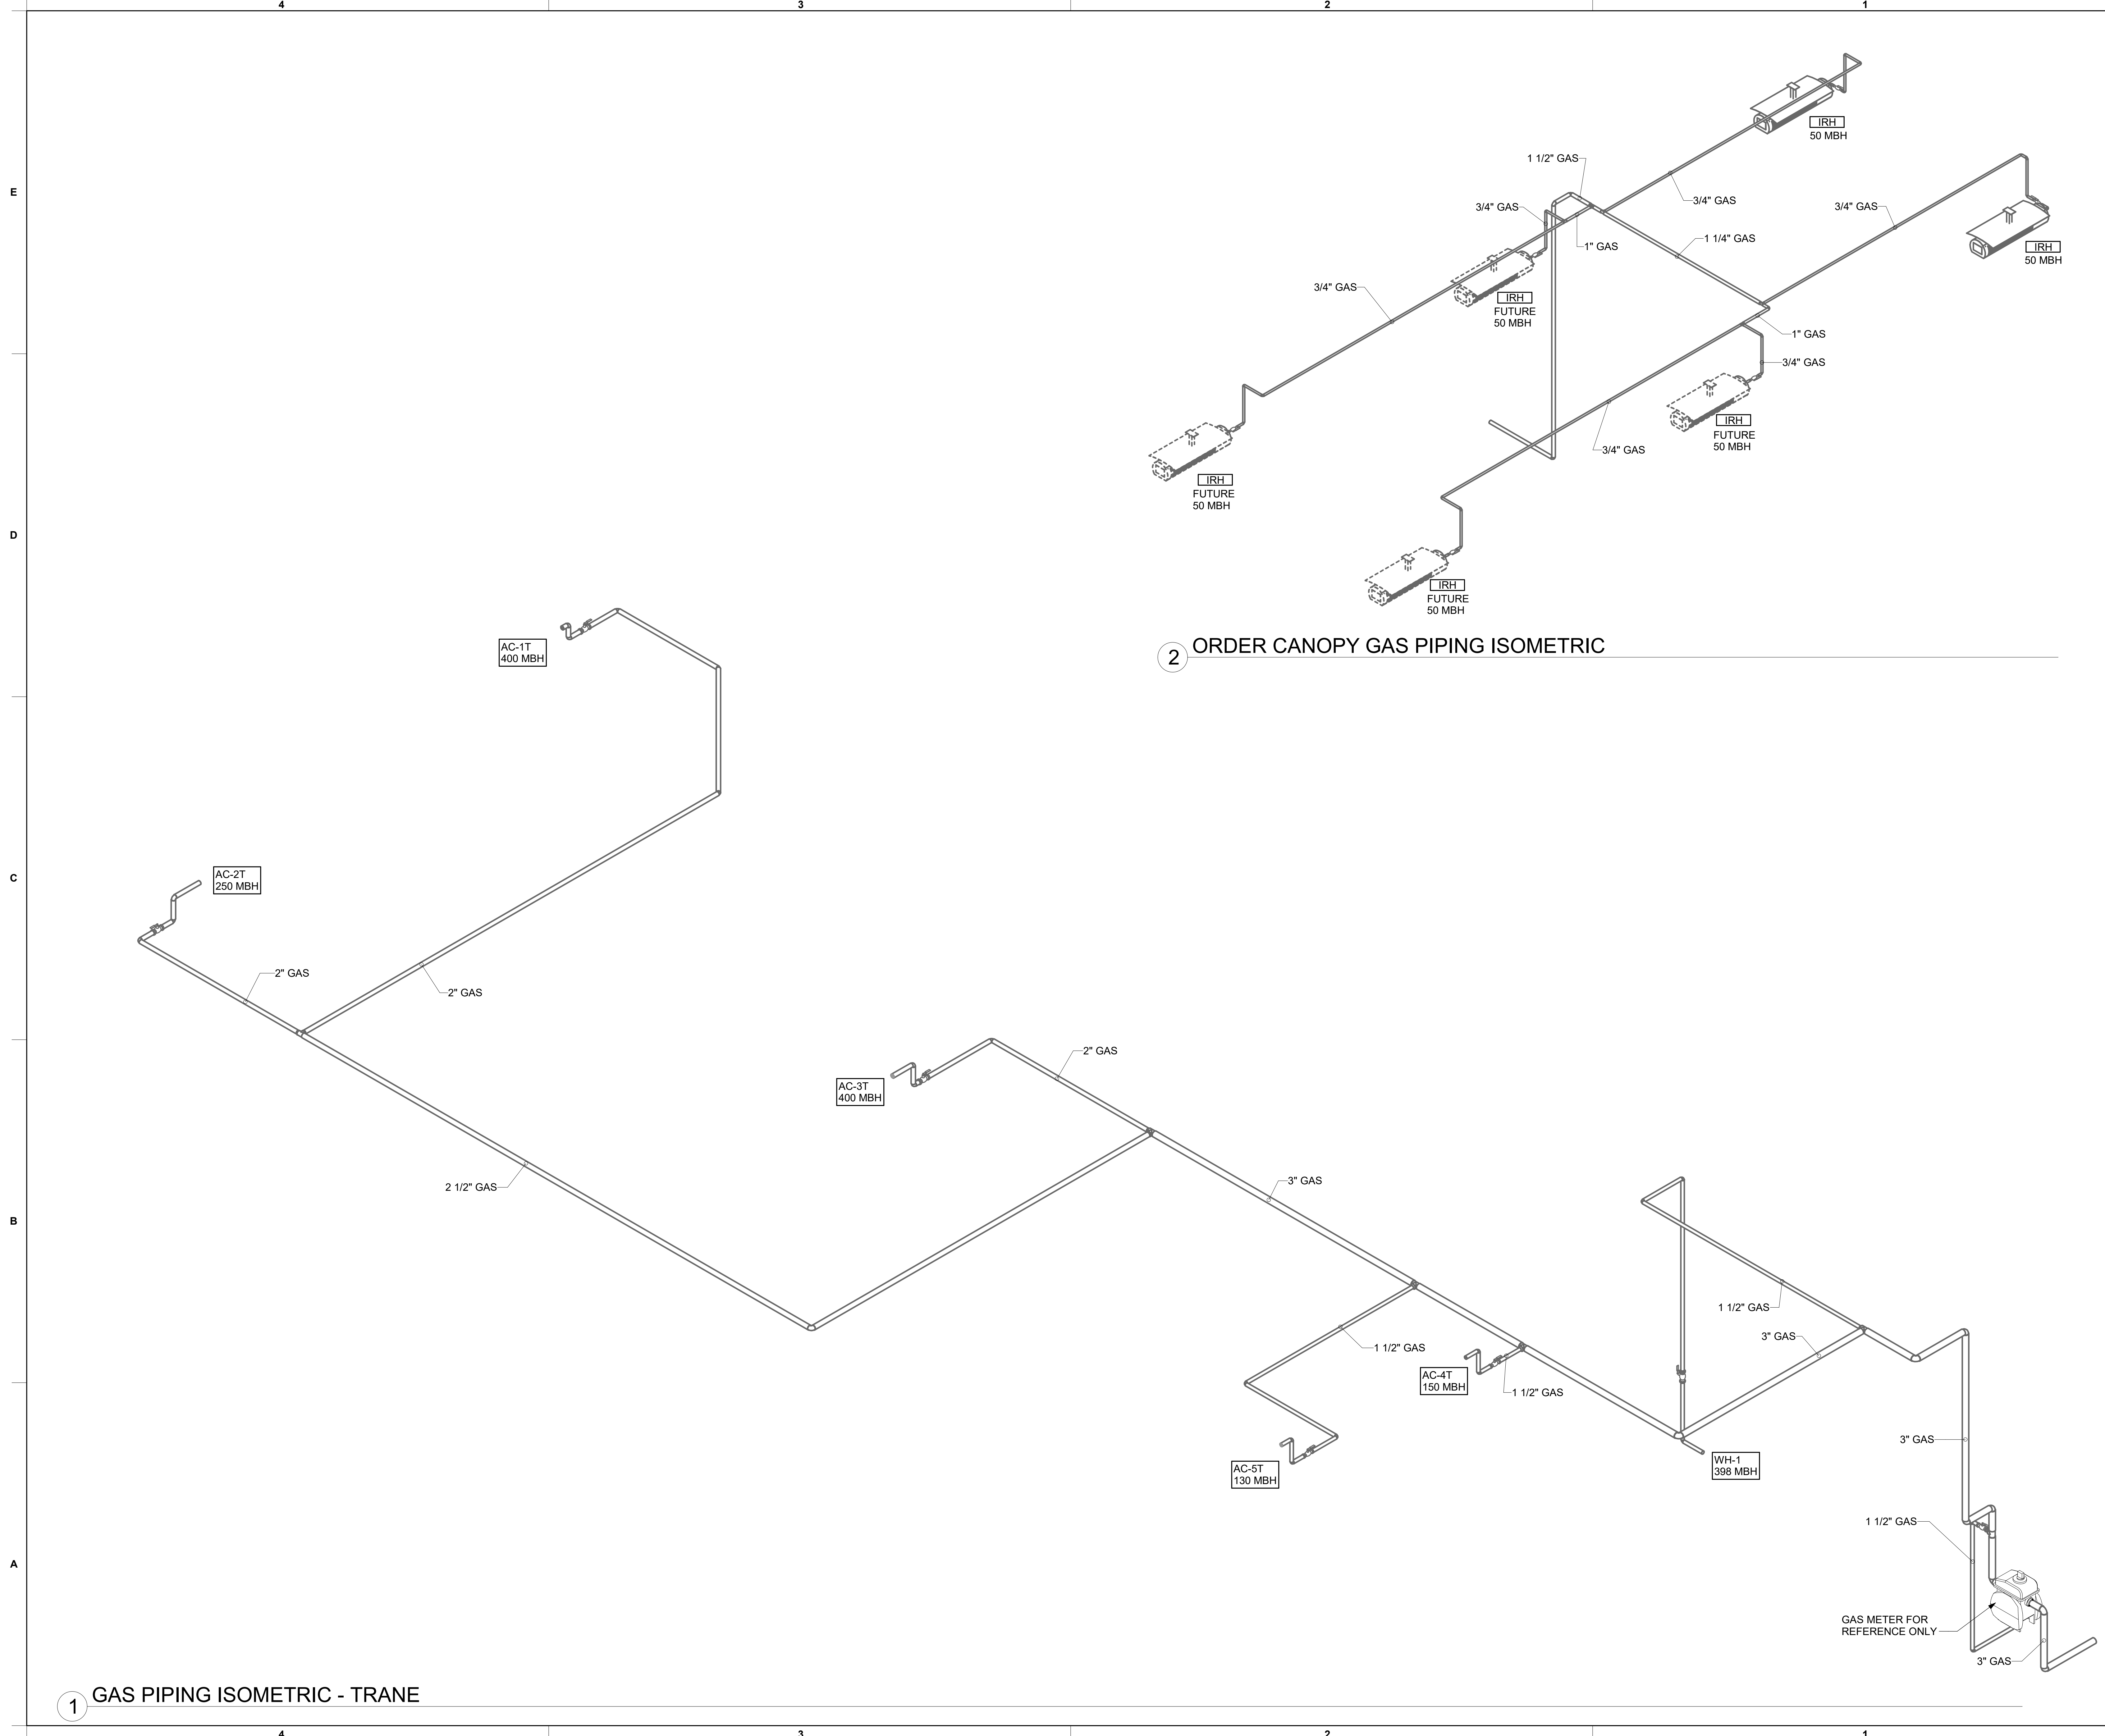 4
3
2
1
E
D
C
B
A
IRH
50 MBH
1 1/2" GAS
3/4" GAS
3/4" GAS
3/4" GAS
1 1/4" GAS
1" GAS
IRH
50 MBH
3/4" GAS
IRH
FUTURE
50 MBH
1" GAS
3/4" GAS
IRH
FUTURE
50 MBH
3/4" GAS
IRH
FUTURE
50 MBH
IRH
FUTURE
50 MBH
2
ORDER CANOPY GAS PIPING ISOMETRIC
AC-1T
400 MBH
AC-2T
250 MBH
2" GAS
2" GAS
2" GAS
AC-3T
400 MBH
2 1/2" GAS
3" GAS
1 1/2" GAS
3" GAS
1 1/2" GAS
AC-4T
150 MBH
1 1/2" GAS
AC-5T
130 MBH
WH-1
398 MBH
3" GAS
1 1/2" GAS
GAS METER FOR
REFERENCE ONLY
3" GAS
1
GAS PIPING ISOMETRIC - TRANE
4
3
2
1